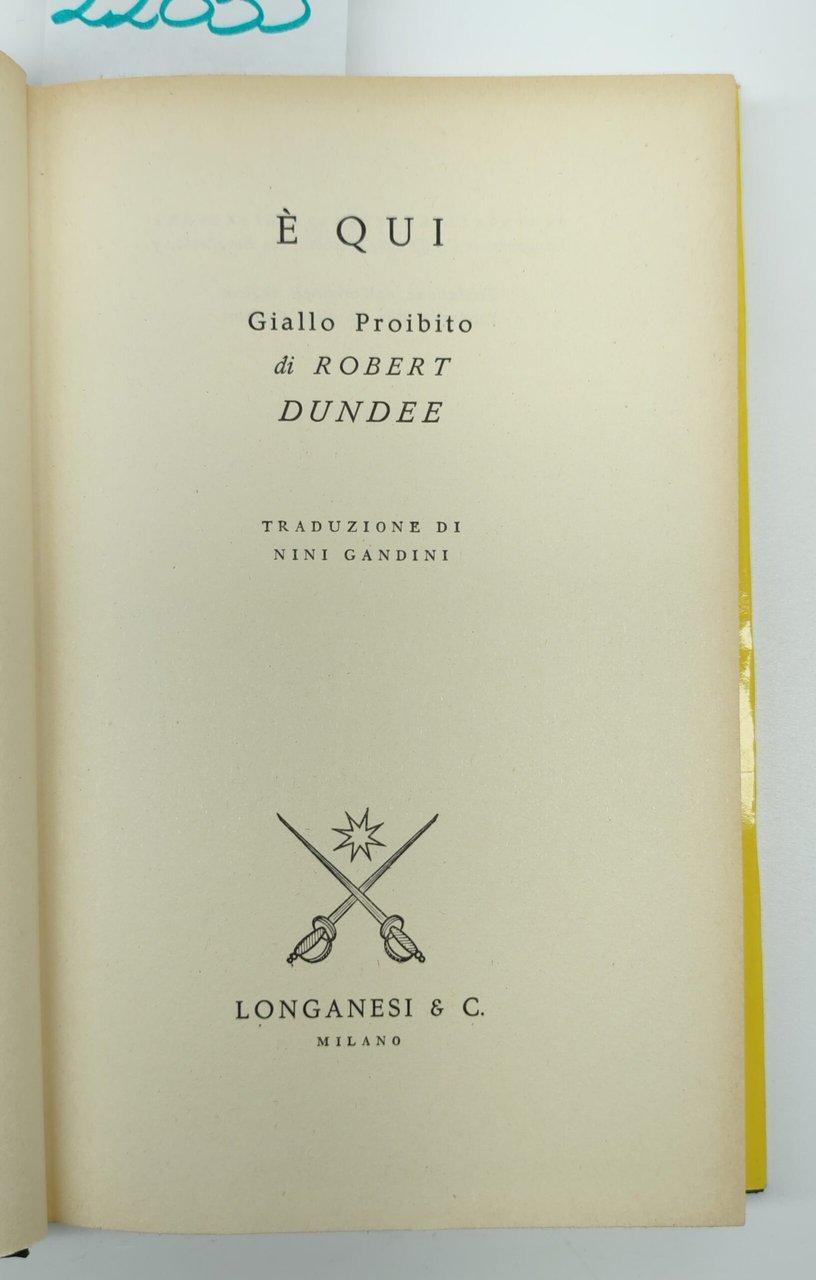 È QUI
Giallo Proibito
di ROBERT
DUNDEE
TRADUZIONE DI
NINI GANDINI
LONGANESI & C.
MILANO